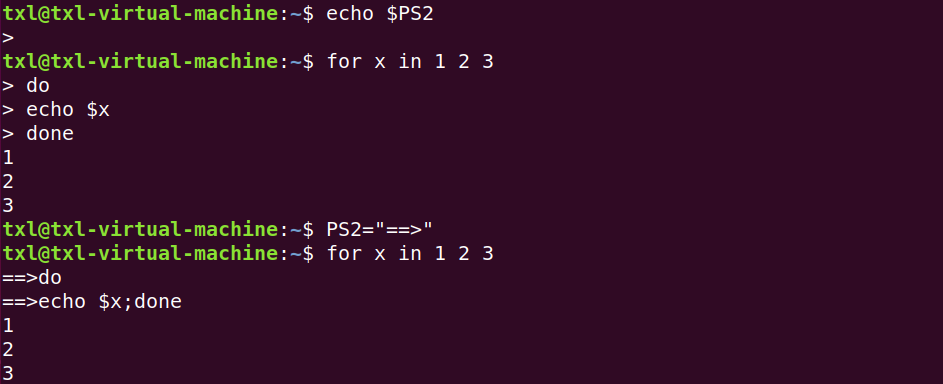 txl@txl-virtual-machine:~$ echo $PS2
>
txl@txl-virtual-machine:~$ for x in 1 2 3
> do
> echo $x
> done
1
2
3
txl@txl-virtual-machine:~$ PS2="==>"
txl@txl-virtual-machine:~$ for x in 1 2 3
==>do
==>echo $x;done
1
2
3